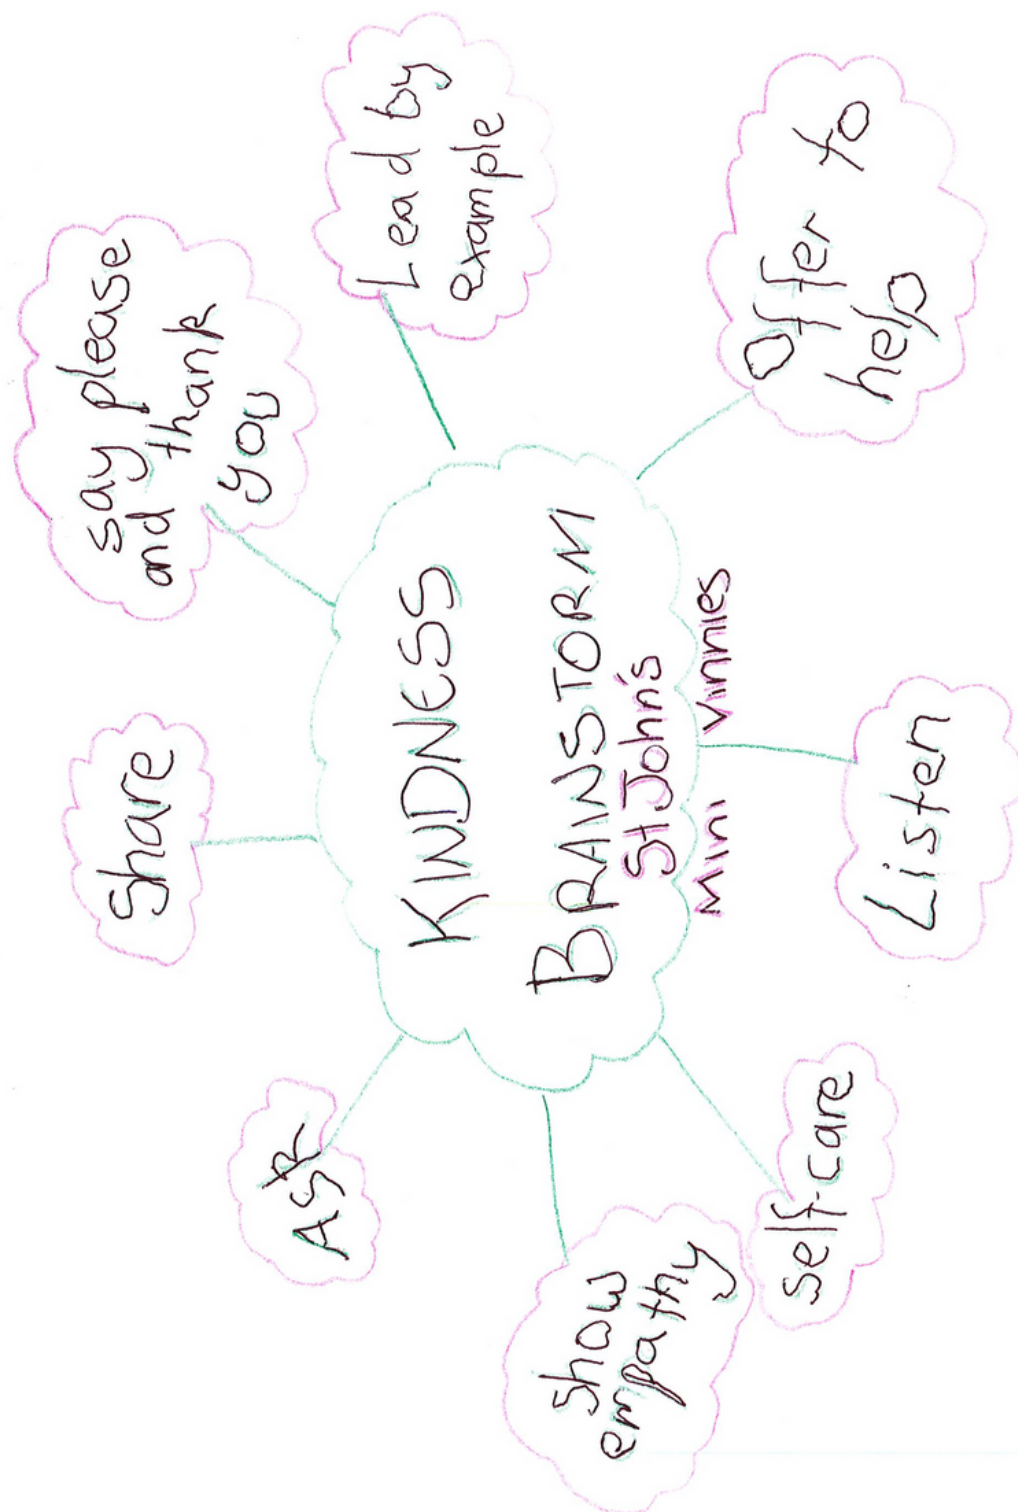 KINDNESS
BRAINSTORM
St John's
Mini Vinnies
Ask
Share
say please
and thank
you
Lead by
example
Offer to
help
Listen
Self-care
Show
empathy